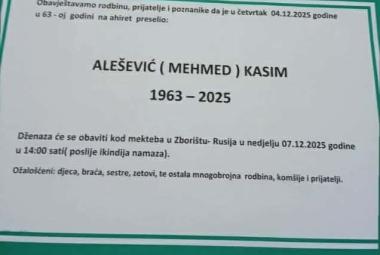 Obavještavamo rodbinu, prijatelje i poznanike da je u četvrtak 04.12.2025 godine
u 63 - oj godini na ahiret preselio:
ALEŠEVIĆ ( MEHMED ) KASIM
1963 – 2025
Dženaza će se obaviti kod mekteba u Zborištu- Rusija u nedjelju 07.12.2025 godine
u 14:00 sati( poslije ikindija namaza).
Ožalošćeni: djeca, braća, sestre, zetovi, te ostala mnogobrojna rodbina, komšije i prijatelji.